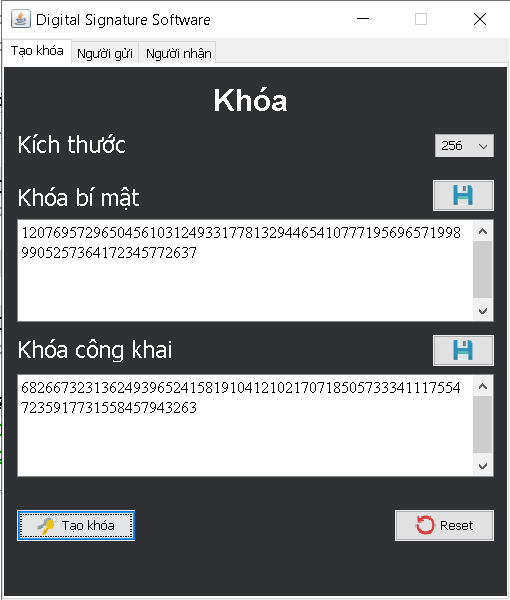 Digital Signature Software
Tạo khóa Người gửi Người nhận
Khóa
Kích thước 256
Khóa bí mật
1207695729650456103124933177813294465410777195696571998
9905257364172345772637
Khóa công khai
6826673231362493965241581910412102170718505733341117554
7235917731558457943263
Tạo khóa Reset